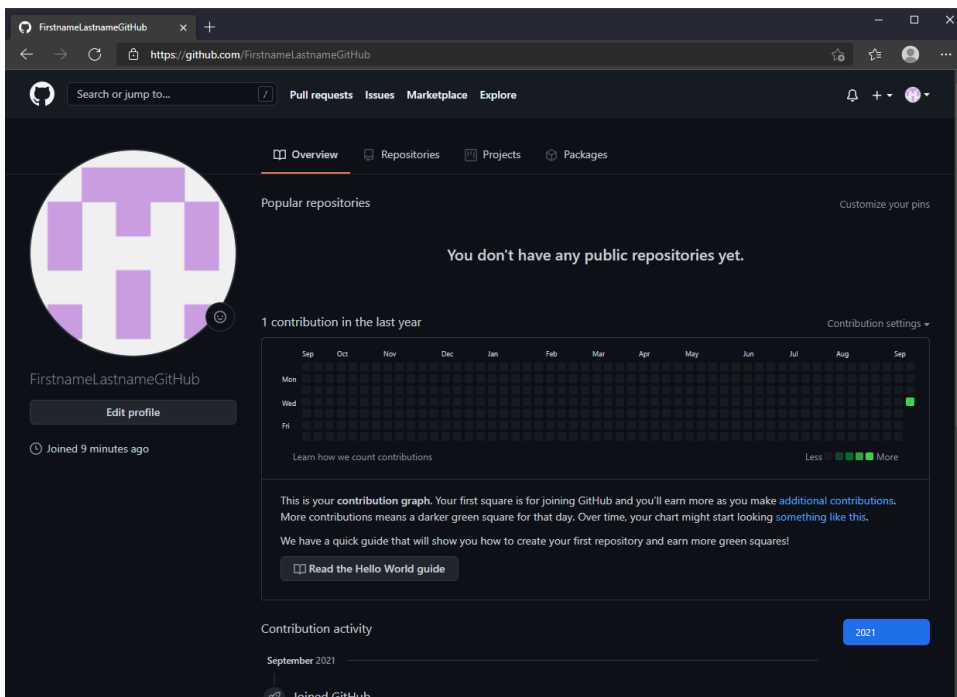 FirstnameLastnameGitHub
https://github.com/FirstnameLastnameGitHub
Search or jump to... / Pull requests Issues Marketplace Explore
Overview Repositories Projects Packages
Popular repositories Customize your pins
You don't have any public repositories yet.
1 contribution in the last year Contribution settings
Sep Oct Nov Dec Jan Feb Mar Apr May Jun Jul Aug Sep
Mon
Wed
Fri
Learn how we count contributions Less More
FirstnameLastnameGitHub
Edit profile
Joined 9 minutes ago
This is your contribution graph. Your first square is for joining GitHub and you'll earn more as you make additional contributions.
More contributions means a darker green square for that day. Over time, your chart might start looking something like this.
We have a quick guide that will show you how to create your first repository and earn more green squares!
Read the Hello World guide
Contribution activity 2021
September 2021
Joined GitHub